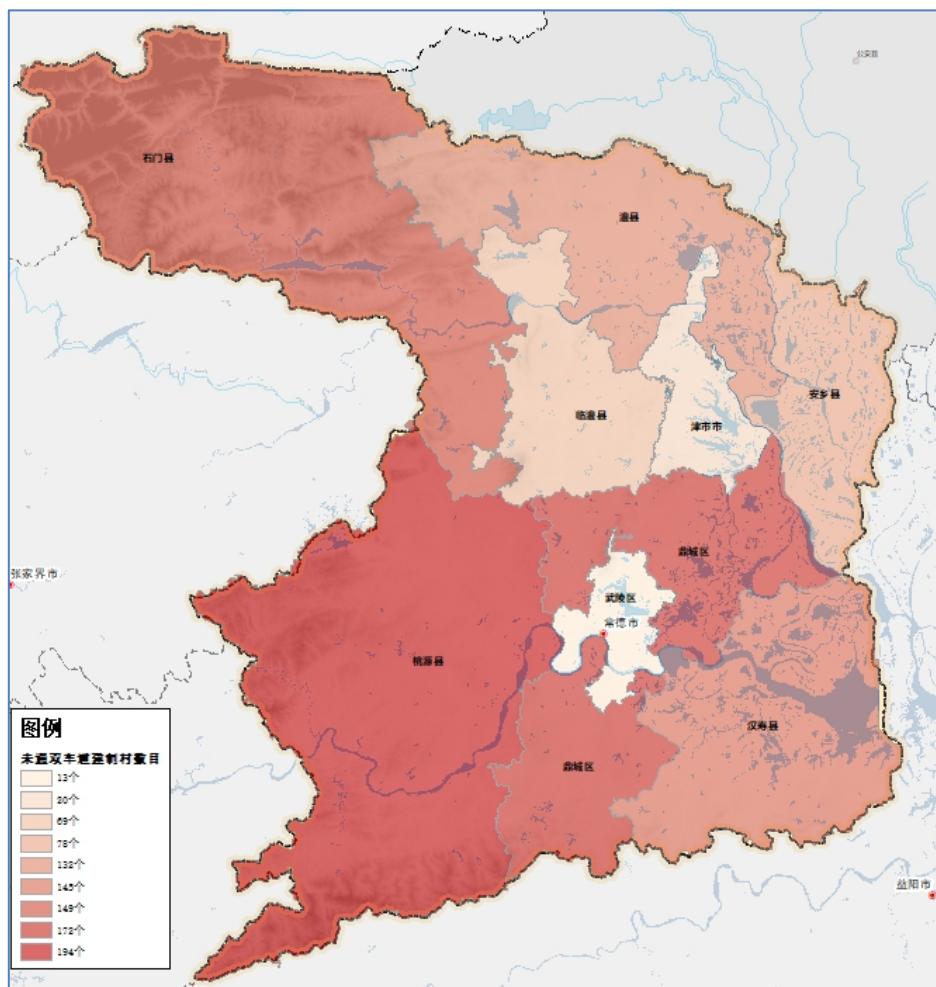 公安县
石门县
澧县
安乡县
临澧县
津市市
鼎城区
张家界市
武陵区
常德市
桃源县
汉寿县
鼎城区
益阳市
图例
未通双车道建制村数目
13个
20个
69个
78个
132个
145个
149个
172个
194个